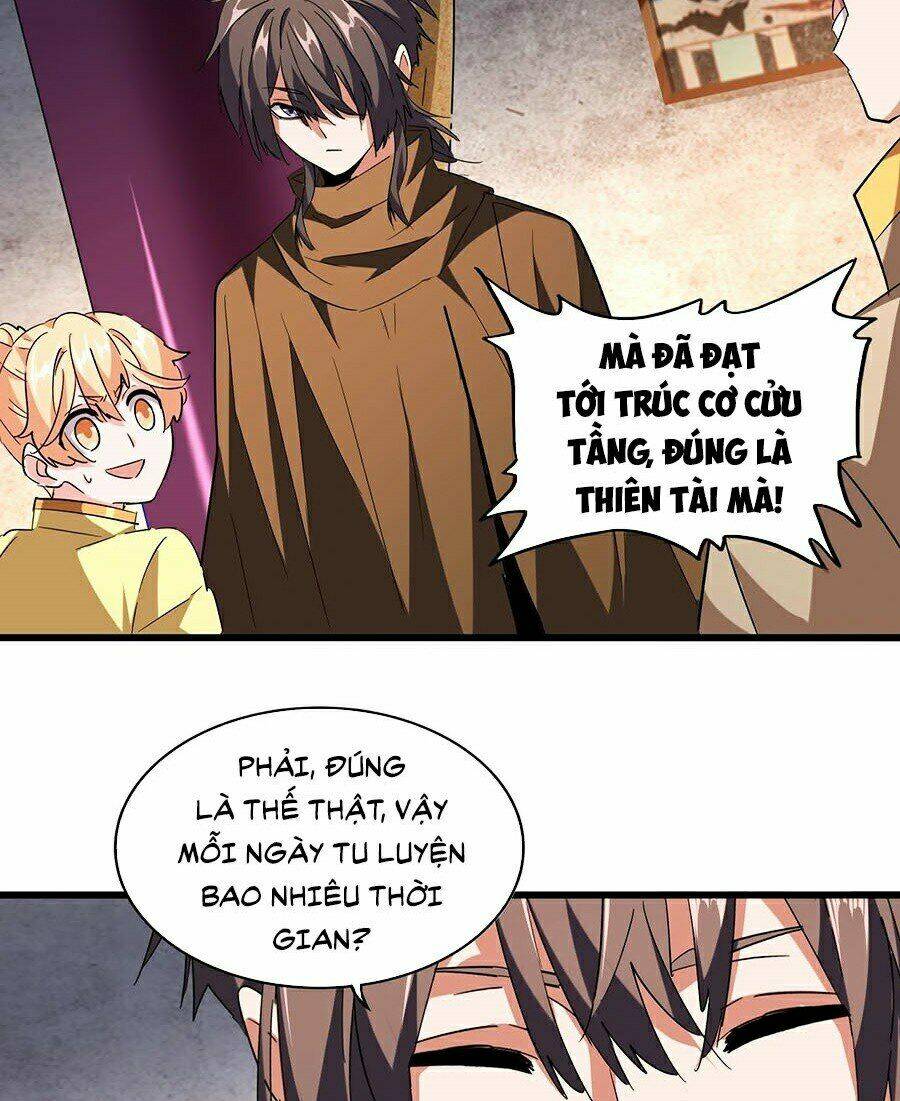 MÀ ĐÃ ĐẠT
TỚI TRÚC CƠ CỬU
TẦNG, ĐÚNG LÀ
THIÊN TÀI MÀ!
PHẢI, ĐÚNG
LÀ THẾ THẬT, VẬY
MỖI NGÀY TU LUYỆN
BAO NHIÊU THỜI
GIAN?